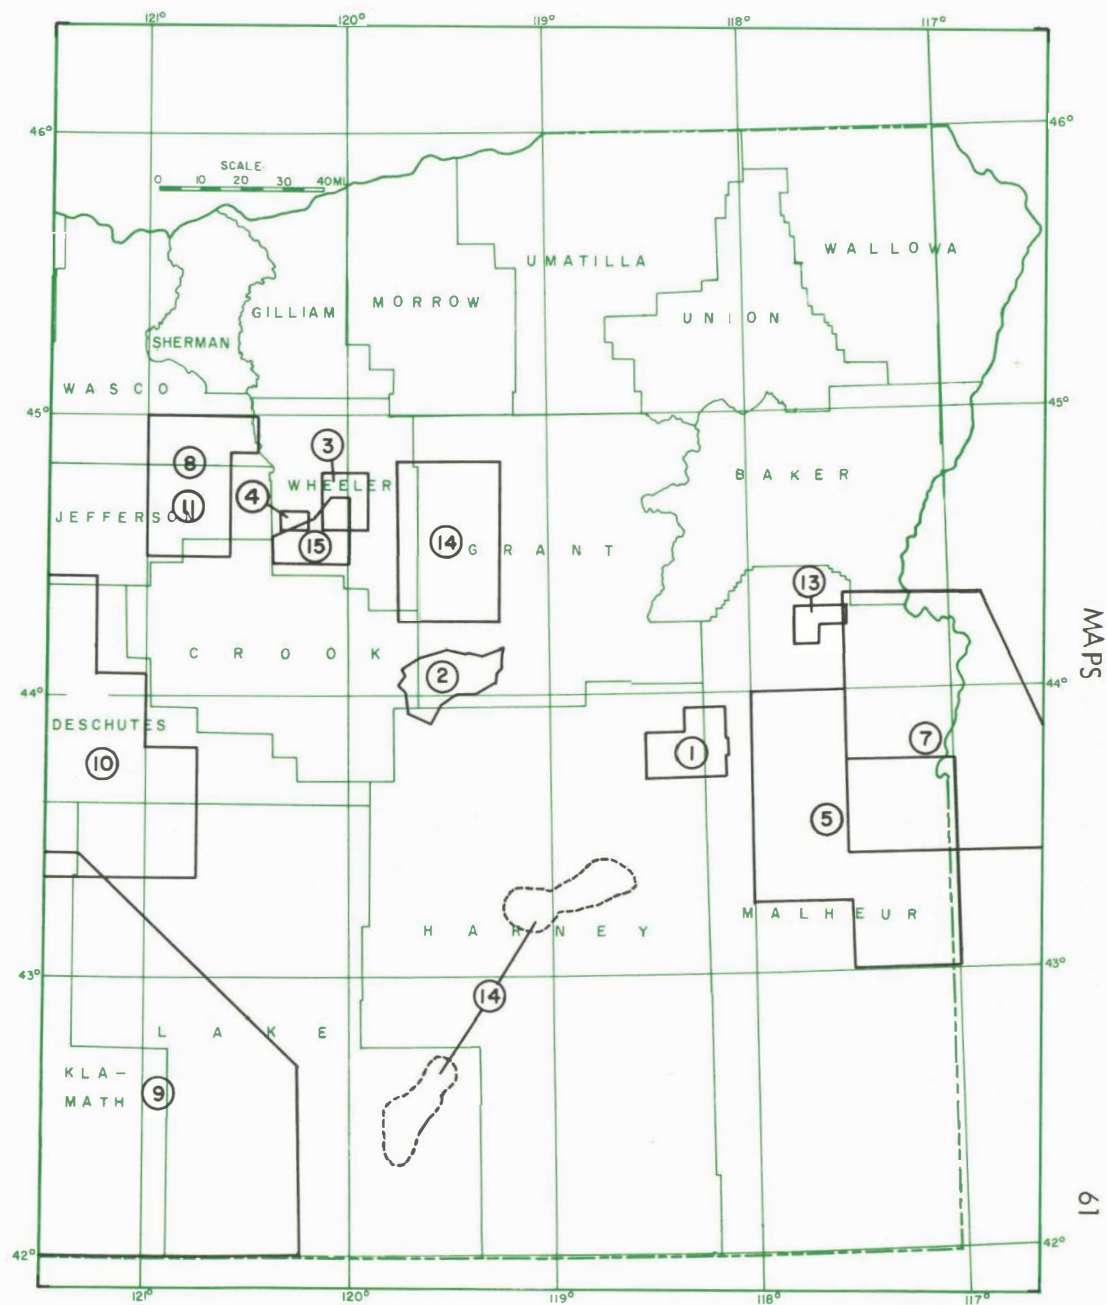 121° 120° 119° 118° 117°
46° 46°
SCALE
0 10 20 30 40MI.
UMATILLA
WALLOWA
MORROW
GILLIAM
UNION
SHERMAN
WASCO
45° 45°
3
8
BAKER
WHEELER
4
11
JEFFERSON
14
15
GRANT
13
MAPS
CROOK
2
44° 44°
DESCHUTES
7
1
10
5
MALHEUR
HARNEY
43° 43°
14
LAKE
KLA-
MATH
9
61
42° 42°
121° 120° 119° 118° 117°